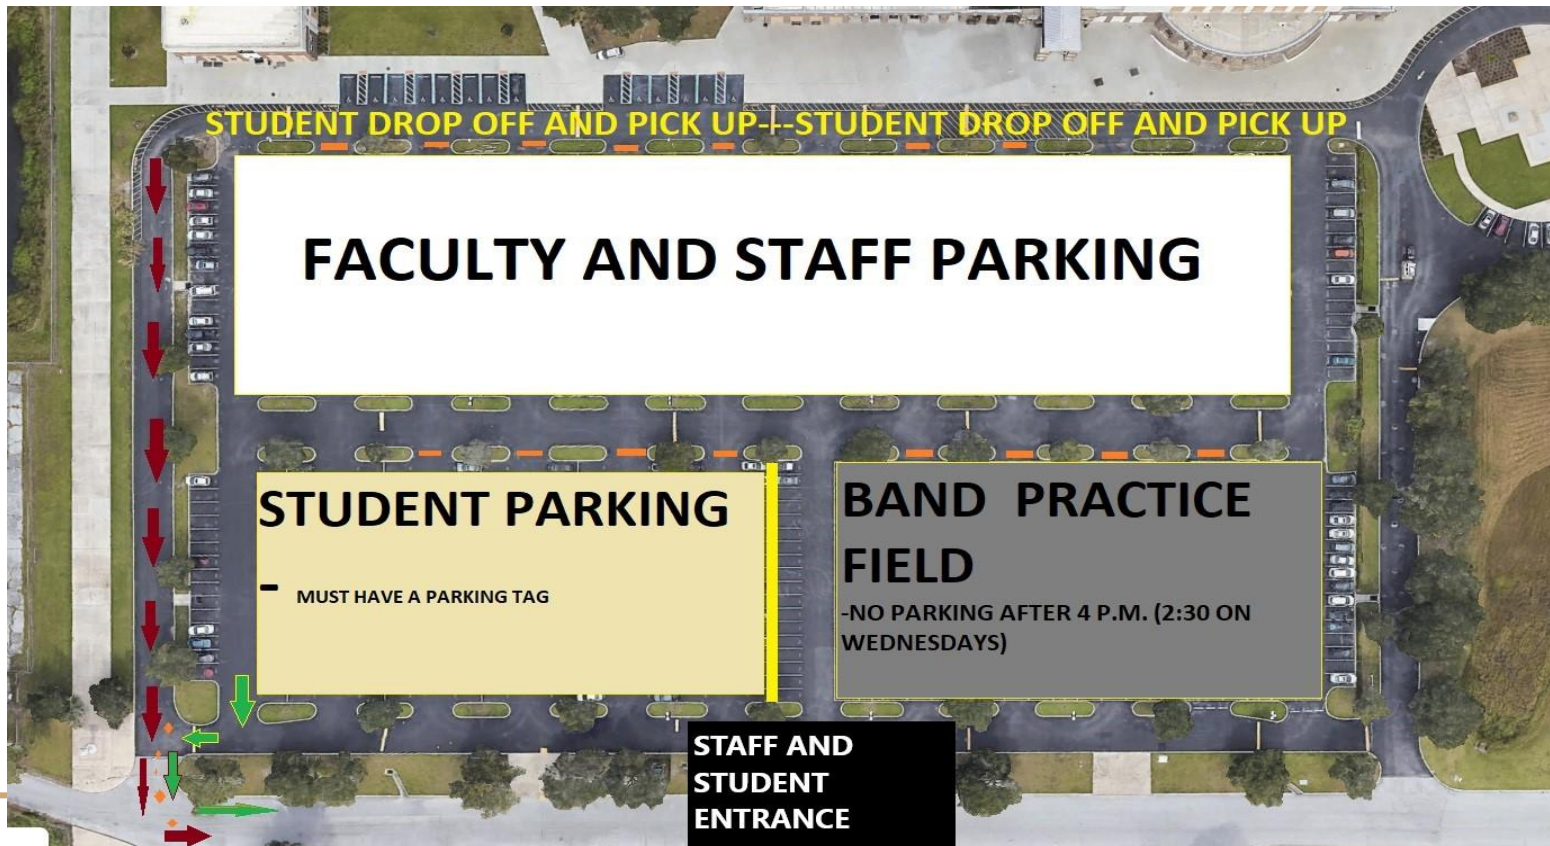 STUDENT DROP OFF AND PICK UP---STUDENT DROP OFF AND PICK UP
FACULTY AND STAFF PARKING
STUDENT PARKING
- MUST HAVE A PARKING TAG
BAND PRACTICE
FIELD
-NO PARKING AFTER 4 P.M. (2:30 ON
WEDNESDAYS)
STAFF AND
STUDENT
ENTRANCE